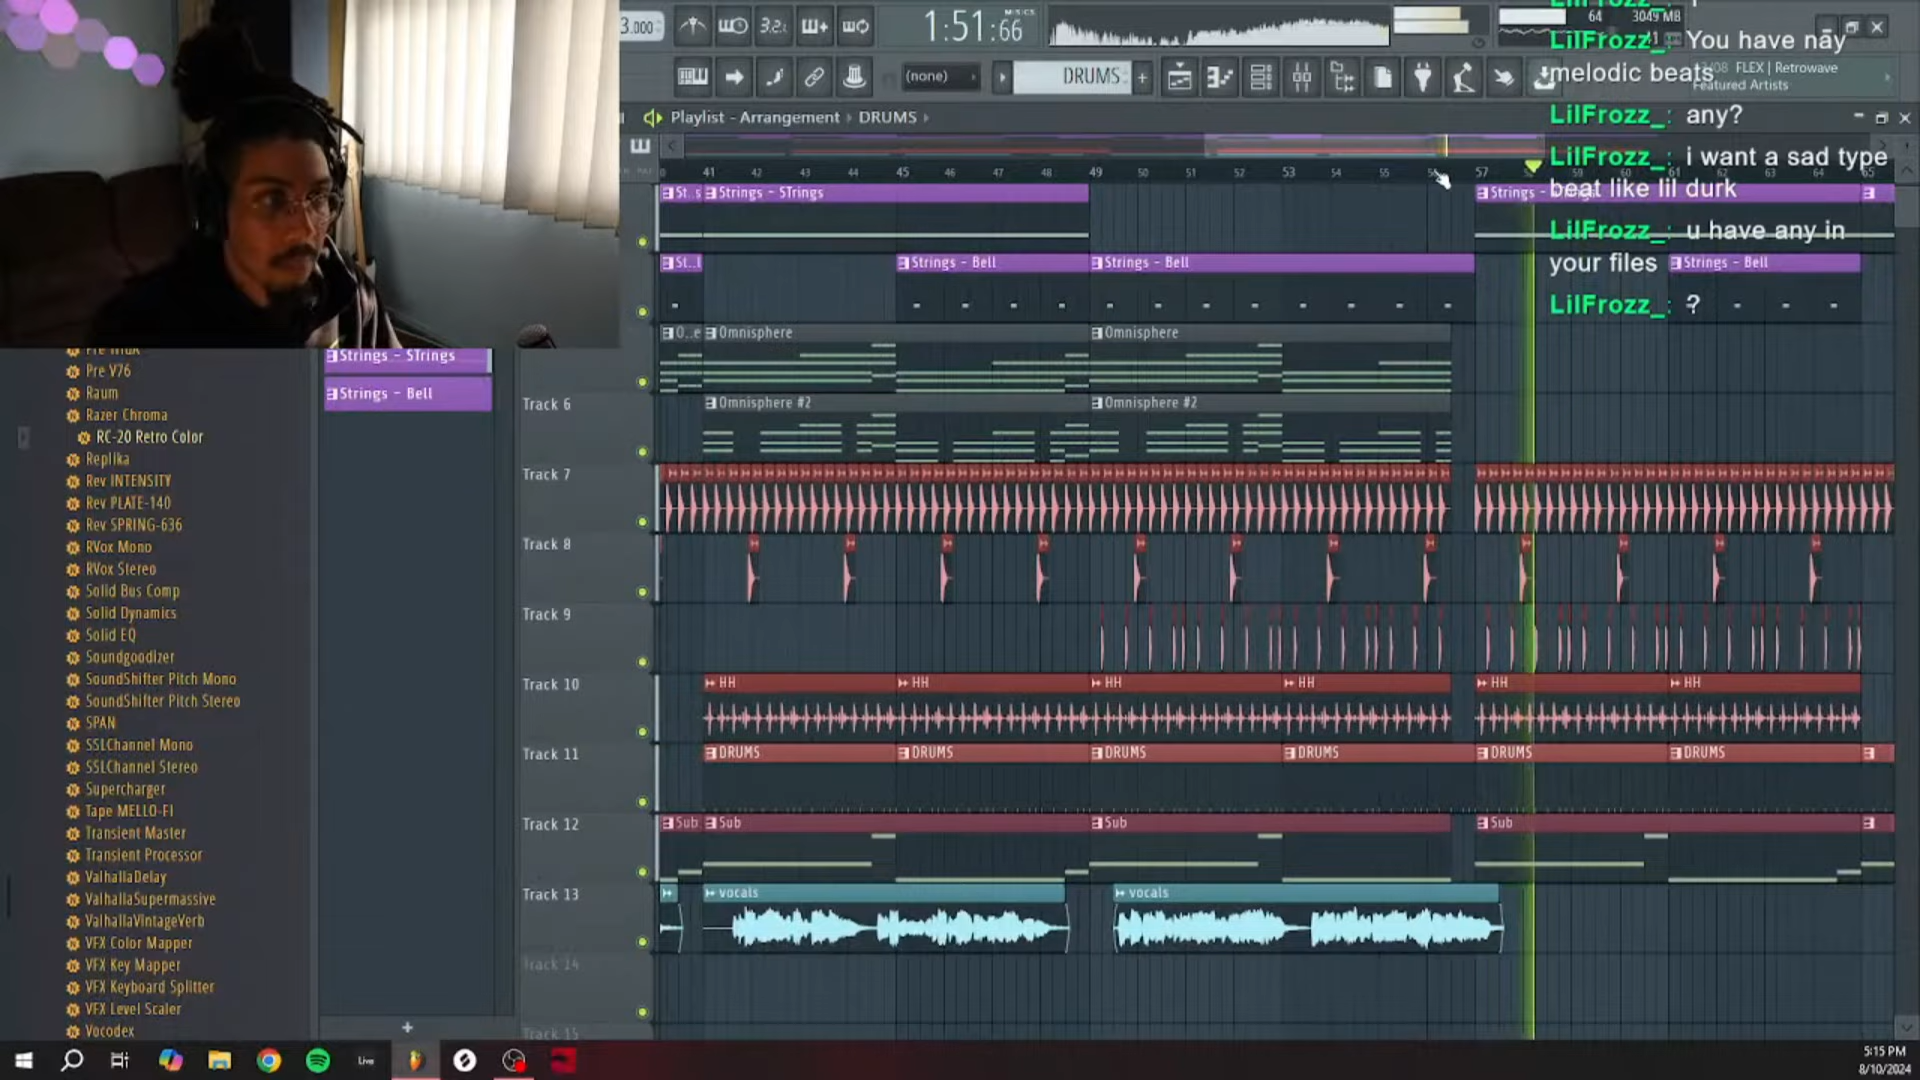 3.000
3.2.
1:51:66
M:S:CS
64
3049 MB
LilFrozz_: You have nay
melodic beats
(none)
DRUMS
FLEX | Retrowave
Featured Artists
LilFrozz_: any?
LilFrozz_: i want a sad type
beat like lil durk
LilFrozz_: u have any in
your files
LilFrozz_: ?
Playlist - Arrangement › DRUMS ›
41 42 45 46 47 48 49 50 51 52 53 54 55 57 62 63 64 65
St..s Strings - STrings
St..l Strings - Bell Strings - Bell Strings - Bell
O..e Omnisphere Omnisphere
Track 6
Omnisphere #2 Omnisphere #2
Track 7
Track 8
Track 9
Track 10
HH HH HH HH HH HH
Track 11
DRUMS DRUMS DRUMS DRUMS DRUMS DRUMS
Track 12
Sub Sub Sub Sub
Track 13
vocals vocals
Track 14
Track 15
Strings - STrings
Strings - Bell
+
Pre V76
Raum
Razer Chroma
RC-20 Retro Color
Replika
Rev INTENSITY
Rev PLATE-140
Rev SPRING-636
RVox Mono
RVox Stereo
Solid Bus Comp
Solid Dynamics
Solid EQ
Soundgoodizer
SoundShifter Pitch Mono
SoundShifter Pitch Stereo
SPAN
SSLChannel Mono
SSLChannel Stereo
Supercharger
Tape MELLO-FI
Transient Master
Transient Processor
ValhallaDelay
ValhallaSupermassive
ValhallaVintageVerb
VFX Color Mapper
VFX Key Mapper
VFX Keyboard Splitter
VFX Level Scaler
Vocodex
Live
5:15 PM
8/10/2024